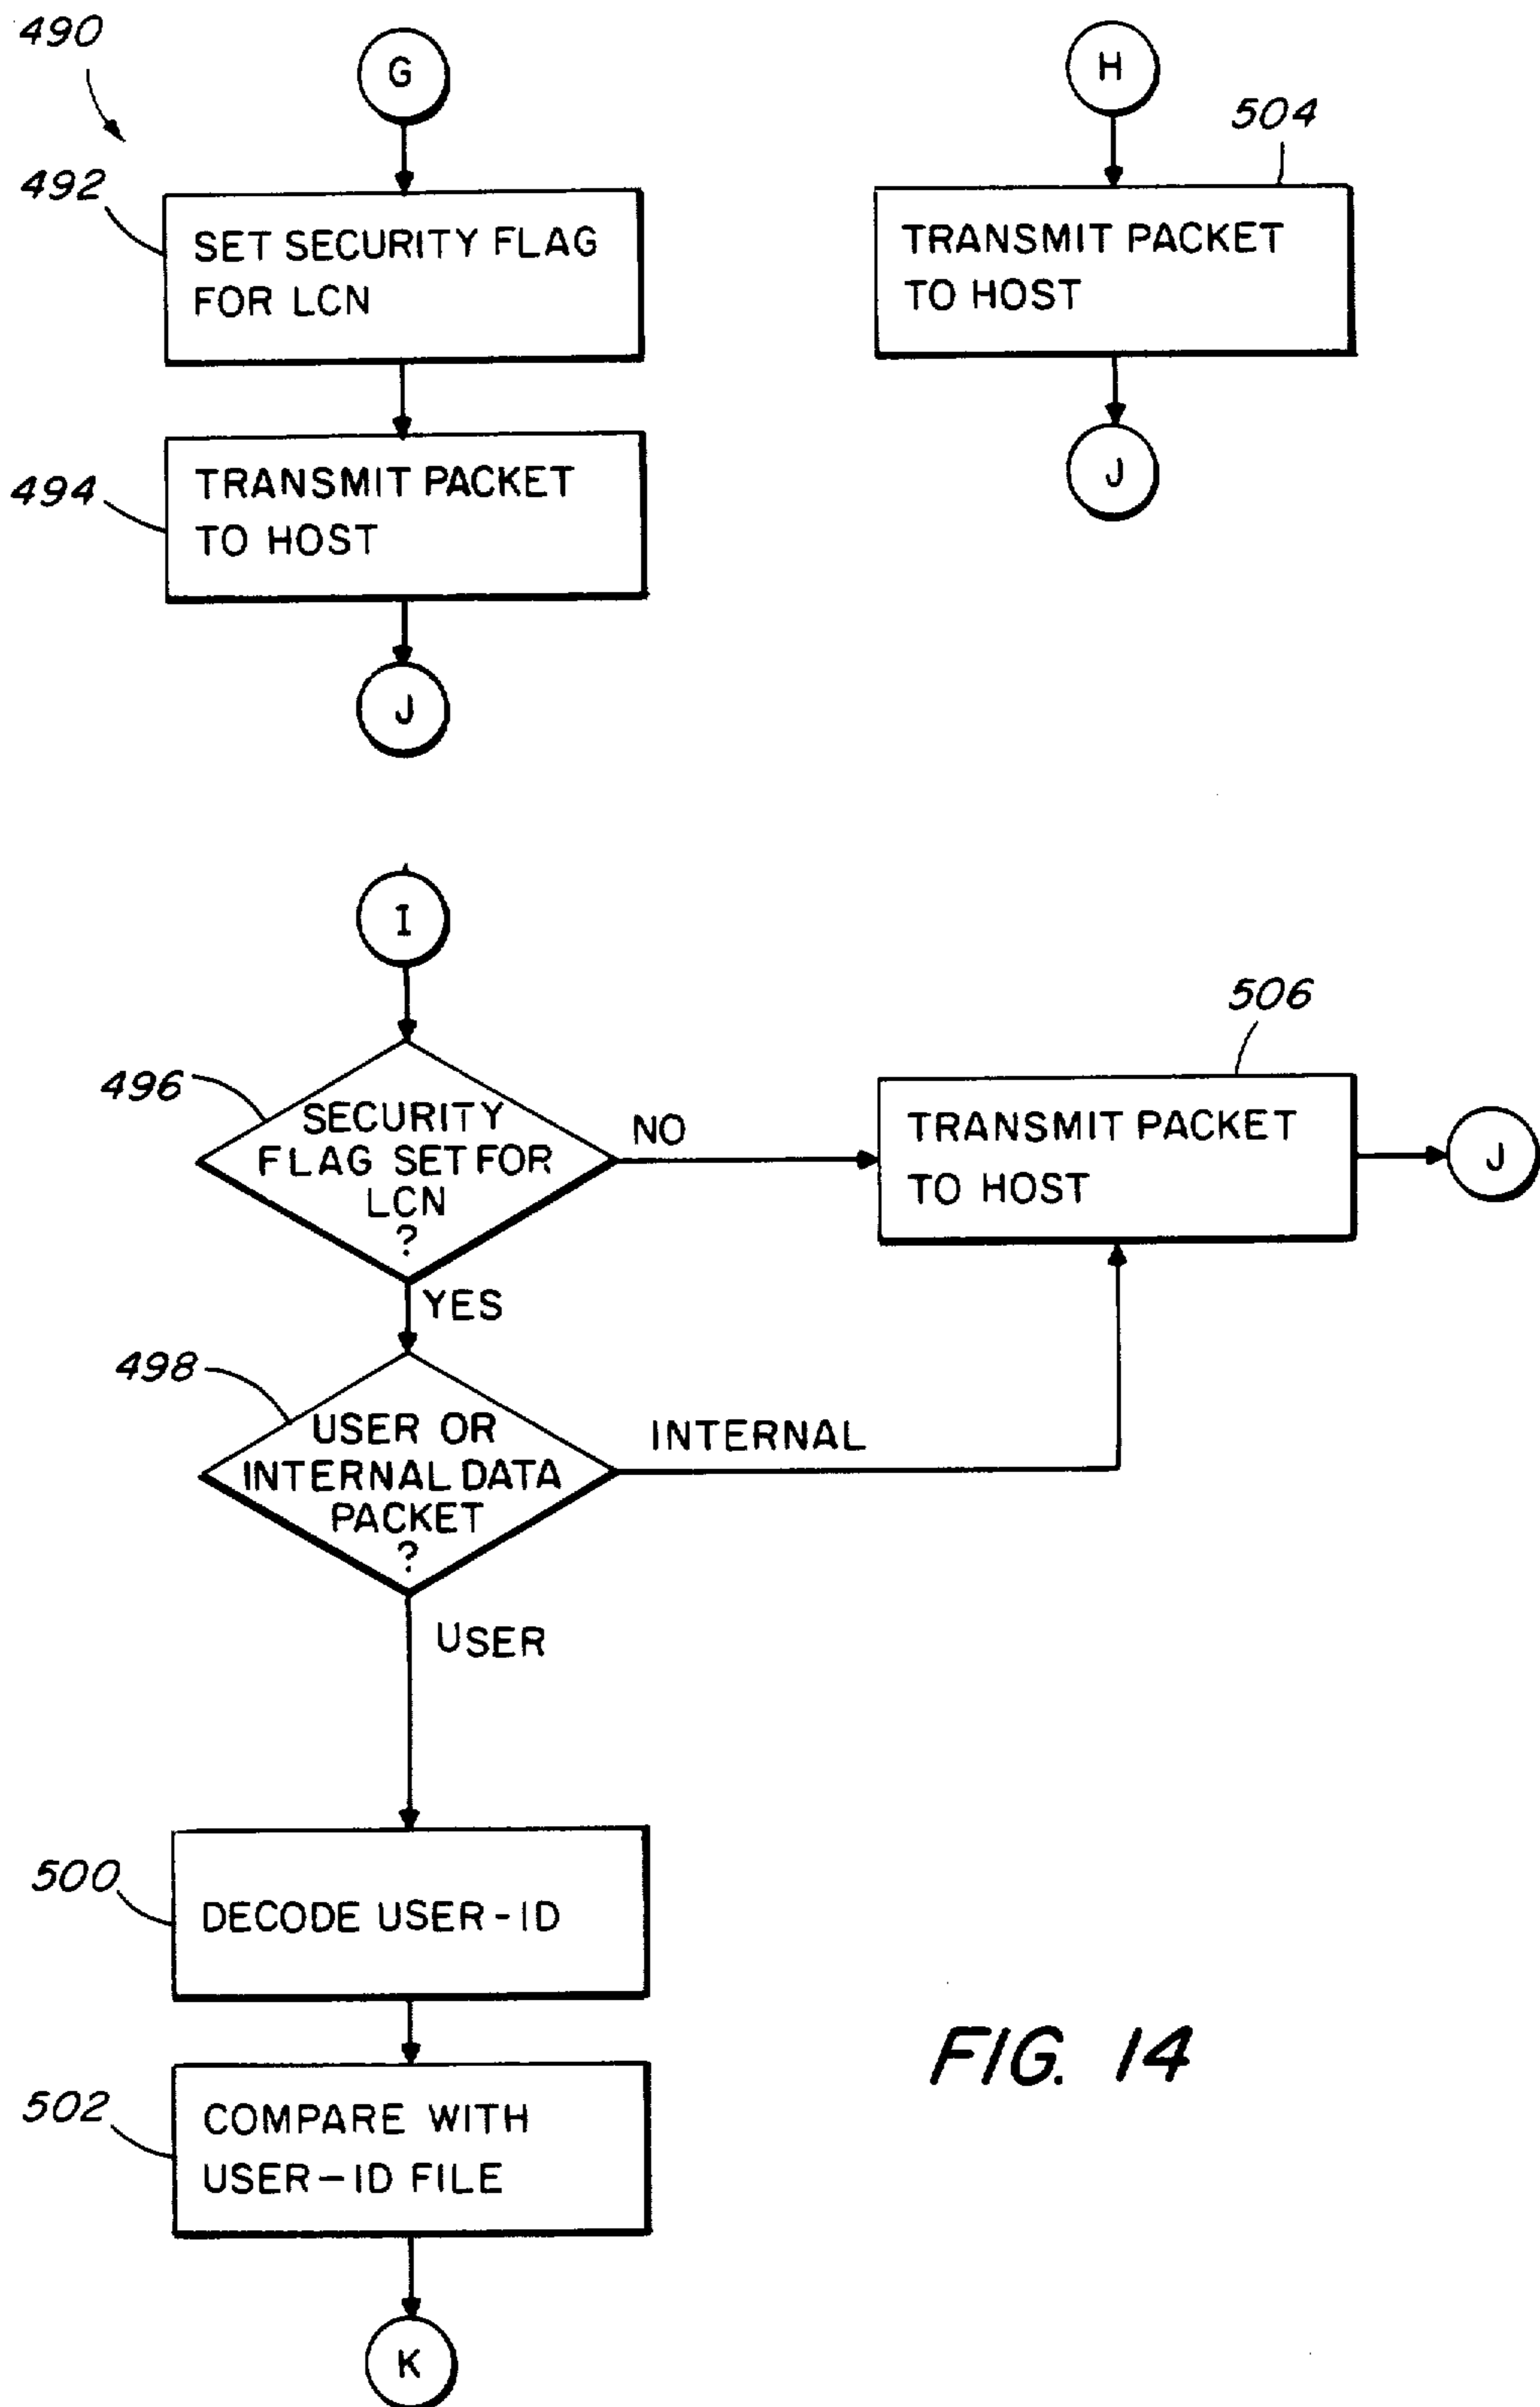 490
G
492
SET SECURITY FLAG
FOR LCN
494
TRANSMIT PACKET
TO HOST
J
H
504
TRANSMIT PACKET
TO HOST
J
I
496
SECURITY
FLAG SET FOR
LCN
?
NO
YES
506
TRANSMIT PACKET
TO HOST
J
498
USER OR
INTERNAL DATA
PACKET
?
INTERNAL
USER
500
DECODE USER-ID
502
COMPARE WITH
USER-ID FILE
K
FIG. 14